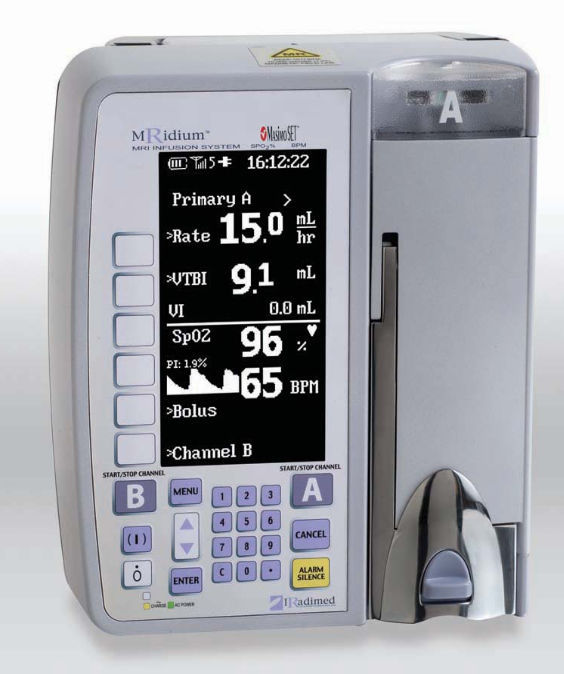 MR
A
MRidium™
Masimo SET
MRI INFUSION SYSTEM SPO2% BPM
5 16:12:22
Primary A >
>Rate 15.0 mL/hr
>VTBI 9.1 mL
VI 0.0 mL
SpO2 96 %
PI: 1.9%
65 BPM
>Bolus
>Channel B
START/STOP CHANNEL START/STOP CHANNEL
B MENU 1 2 3 A
4 5 6
(I) 7 8 9 CANCEL
Ȯ ENTER C 0 • ALARM SILENCE
CHARGE AC POWER
IRadimed